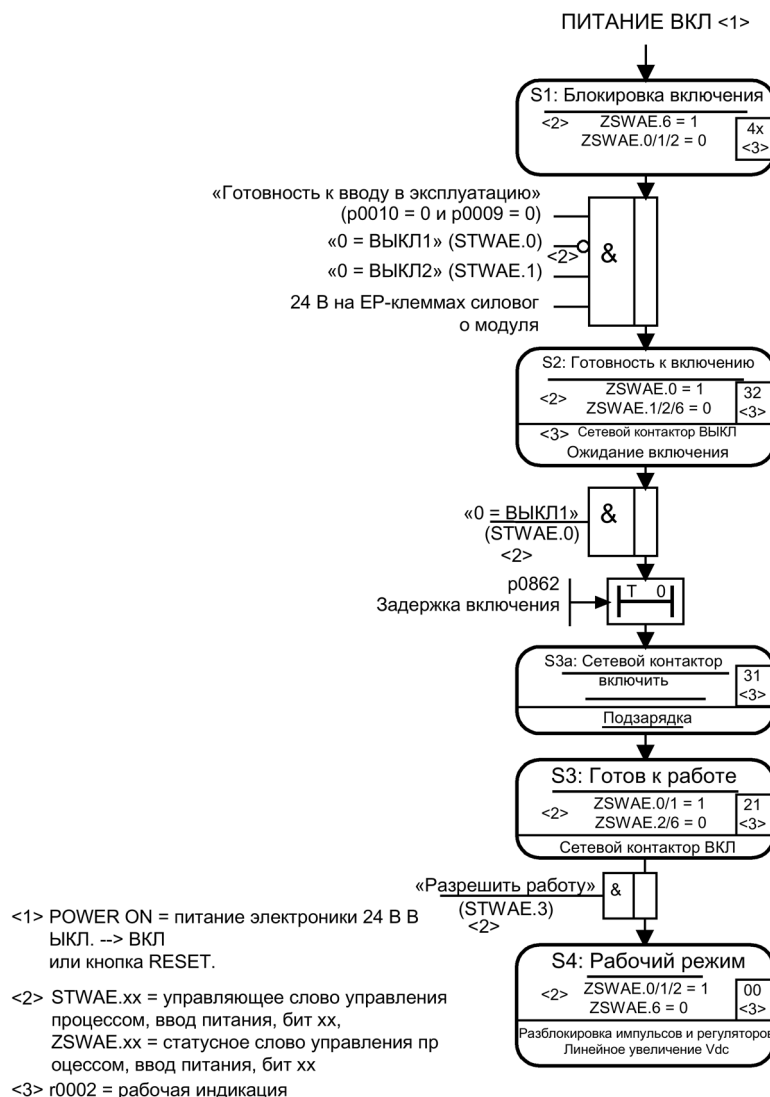 ПИТАНИЕ ВКЛ <1>
S1: Блокировка включения
<2> ZSWAE.6 = 1
ZSWAE.0/1/2 = 0
4x
<3>
«Готовность к вводу в эксплуатацию»
(p0010 = 0 и p0009 = 0)
«0 = ВЫКЛ1» (STWAE.0)
<2>
«0 = ВЫКЛ2» (STWAE.1)
24 В на EP-клеммах силовог
о модуля
&
S2: Готовность к включению
<2> ZSWAE.0 = 1
ZSWAE.1/2/6 = 0
32
<3>
<3> Сетевой контактор ВЫКЛ
Ожидание включения
«0 = ВЫКЛ1»
(STWAE.0)
<2>
&
p0862
Задержка включения
T 0
S3a: Сетевой контактор
включить
31
<3>
Подзарядка
S3: Готов к работе
<2> ZSWAE.0/1 = 1
ZSWAE.2/6 = 0
21
<3>
Сетевой контактор ВКЛ
«Разрешить работу»
(STWAE.3)
<2>
&
S4: Рабочий режим
<2> ZSWAE.0/1/2 = 1
ZSWAE.6 = 0
00
<3>
Разблокировка импульсов и регуляторов
Линейное увеличение Vdc
<1> POWER ON = питание электроники 24 В В
ЫКЛ. --> ВКЛ
или кнопка RESET.
<2> STWAE.xx = управляющее слово управления
процессом, ввод питания, бит xx,
ZSWAE.xx = статусное слово управления пр
оцессом, ввод питания, бит xx
<3> r0002 = рабочая индикация